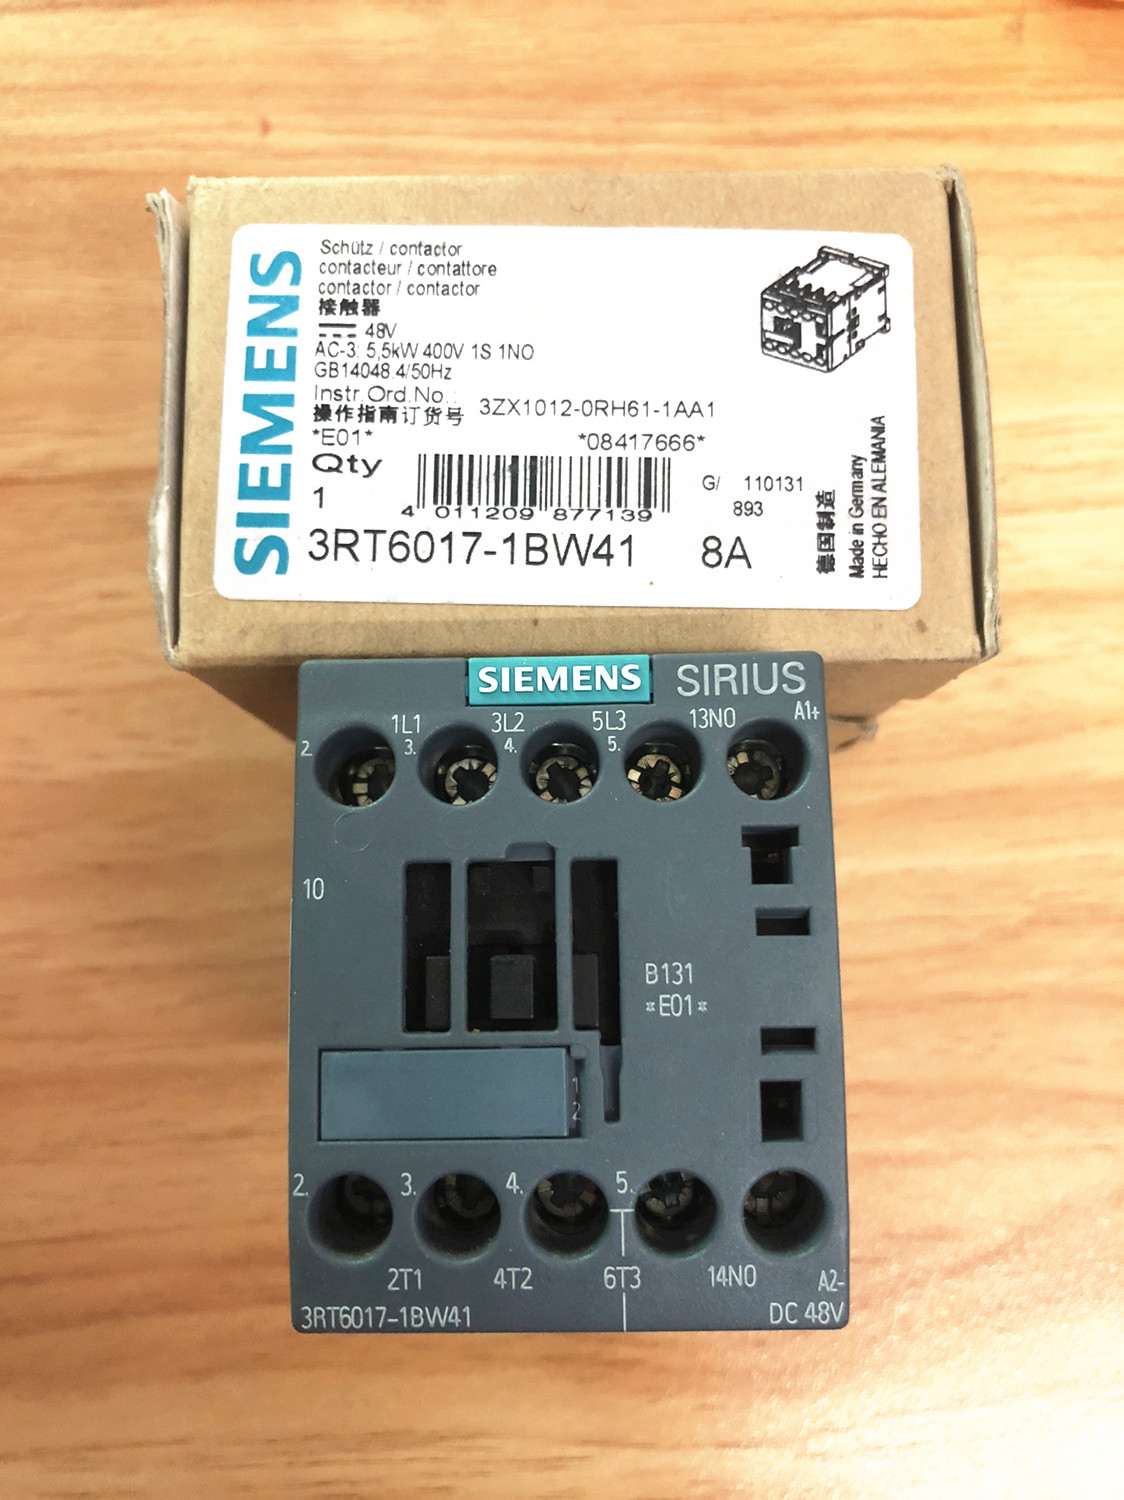 SIEMENS
Schütz / contactor
contacteur / contattore
contactor / contactor
接触器
48V
AC-3: 5,5kW 400V 1S 1NO
GB14048.4/50Hz
Instr.Ord.No.:
操作指南订货号 3ZX1012-0RH61-1AA1
*E01* *08417666*
Qty
1
4 011209 877139
G/ 110131
893
3RT6017-1BW41 8A
德国制造
Made in Germany
HECHO EN ALEMANIA
SIEMENS SIRIUS
1L1 3L2 5L3 13NO A1+
2. 3. 4. 5.
10
B131
*E01*
1
2
2. 3. 4. 5.
2T1 4T2 6T3 14NO A2-
3RT6017-1BW41 DC 48V